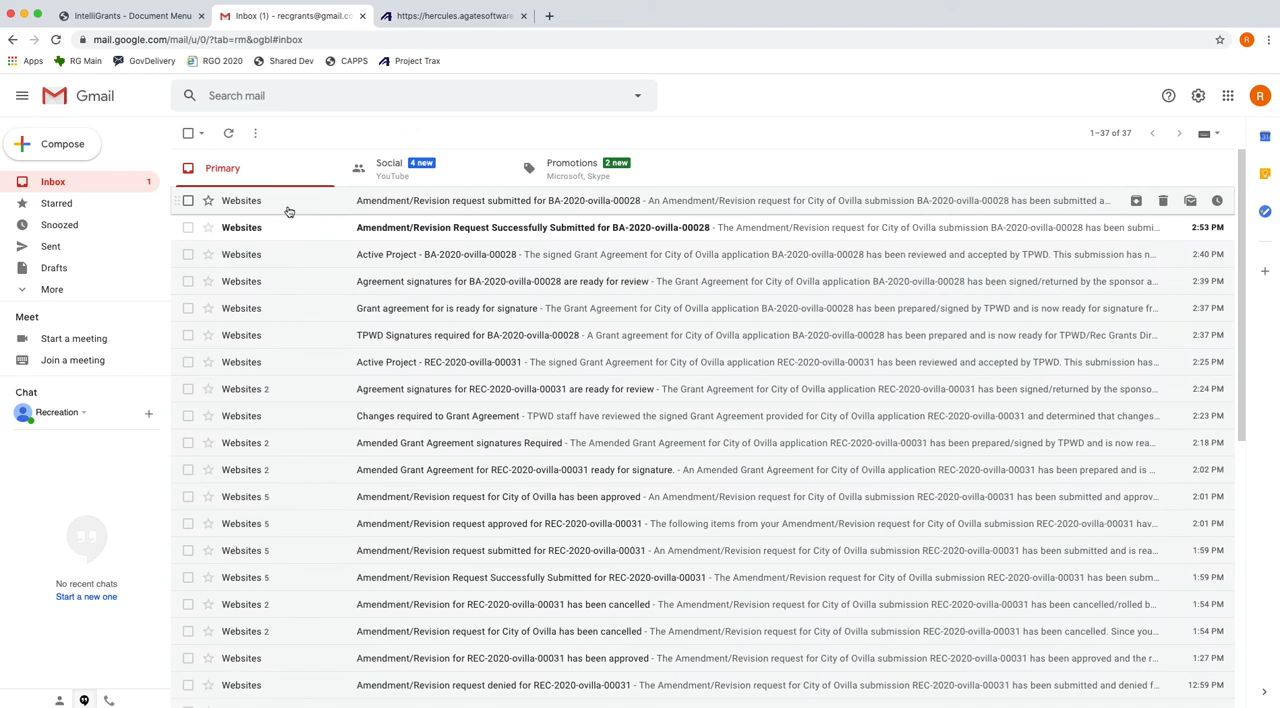 IntelliGrants - Document Menu
Inbox (1) - recgrants@gmail.co
https://hercules.agatesoftware
mail.google.com/mail/u/0/?tab=rm&ogbl#inbox
R
Apps
RG Main
GovDelivery
RGO 2020
Shared Dev
CAPPS
Project Trax
Gmail
Search mail
R
Compose
1–37 of 37
31
Primary
Social 4 new
YouTube
Promotions 2 new
Microsoft, Skype
Inbox 1
Starred
Snoozed
Sent
Drafts
More
Meet
Start a meeting
Join a meeting
Chat
Recreation
No recent chats
Start a new one
Websites Amendment/Revision request submitted for BA-2020-ovilla-00028 - An Amendment/Revision request for City of Ovilla submission BA-2020-ovilla-00028 has been submitted a...
Websites Amendment/Revision Request Successfully Submitted for BA-2020-ovilla-00028 - The Amendment/Revision request for City of Ovilla submission BA-2020-ovilla-00028 has been submi... 2:53 PM
Websites Active Project - BA-2020-ovilla-00028 - The signed Grant Agreement for City of Ovilla application BA-2020-ovilla-00028 has been reviewed and accepted by TPWD. This submission has n... 2:40 PM
Websites Agreement signatures for BA-2020-ovilla-00028 are ready for review - The Grant Agreement for City of Ovilla application BA-2020-ovilla-00028 has been signed/returned by the sponsor a... 2:39 PM
Websites Grant agreement for is ready for signature - The Grant Agreement for City of Ovilla application BA-2020-ovilla-00028 has been prepared/signed by TPWD and is now ready for signature fr... 2:37 PM
Websites TPWD Signatures required for BA-2020-ovilla-00028 - A Grant agreement for City of Ovilla application BA-2020-ovilla-00028 has been prepared and is now ready for TPWD/Rec Grants Dir... 2:37 PM
Websites Active Project - REC-2020-ovilla-00031 - The signed Grant Agreement for City of Ovilla application REC-2020-ovilla-00031 has been reviewed and accepted by TPWD. This submission has... 2:25 PM
Websites 2 Agreement signatures for REC-2020-ovilla-00031 are ready for review - The Grant Agreement for City of Ovilla application REC-2020-ovilla-00031 has been signed/returned by the sponso... 2:24 PM
Websites Changes required to Grant Agreement - TPWD staff have reviewed the signed Grant Agreement provided for City of Ovilla application REC-2020-ovilla-00031 and determined that changes... 2:23 PM
Websites 2 Amended Grant Agreement signatures Required - The Amended Grant Agreement for City of Ovilla application REC-2020-ovilla-00031 has been prepared/signed by TPWD and is now rea... 2:18 PM
Websites 2 Amended Grant Agreement for REC-2020-ovilla-00031 ready for signature. - An Amended Grant Agreement for City of Ovilla application REC-2020-ovilla-00031 has been prepared and is ... 2:02 PM
Websites 5 Amendment/Revision request for City of Ovilla has been approved - An Amendment/Revision request for City of Ovilla submission REC-2020-ovilla-00031 has been submitted and approv... 2:01 PM
Websites 5 Amendment/Revision request approved for REC-2020-ovilla-00031 - The following items from your Amendment/Revision request for City of Ovilla submission REC-2020-ovilla-00031 hav... 2:01 PM
Websites 5 Amendment/Revision request submitted for REC-2020-ovilla-00031 - An Amendment/Revision request for City of Ovilla submission REC-2020-ovilla-00031 has been submitted and is rea... 1:59 PM
Websites 5 Amendment/Revision Request Successfully Submitted for REC-2020-ovilla-00031 - The Amendment/Revision request for City of Ovilla submission REC-2020-ovilla-00031 has been subm... 1:59 PM
Websites 2 Amendment/Revision for REC-2020-ovilla-00031 has been cancelled - The Amendment/Revision request for City of Ovilla submission REC-2020-ovilla-00031 has been cancelled/rolled b... 1:54 PM
Websites 2 Amendment/Revision request for City of Ovilla has been cancelled - The Amendment/Revision request for City of Ovilla submission REC-2020-ovilla-00031 has been cancelled. Since you... 1:54 PM
Websites Amendment/Revision for REC-2020-ovilla-00031 has been approved - The Amendment/Revision request for City of Ovilla submission REC-2020-ovilla-00031 has been approved and the r... 1:27 PM
Websites Amendment/Revision request denied for REC-2020-ovilla-00031 - An Amendment/Revision request for City of Ovilla submission REC-2020-ovilla-00031 has been submitted and denied f... 12:59 PM